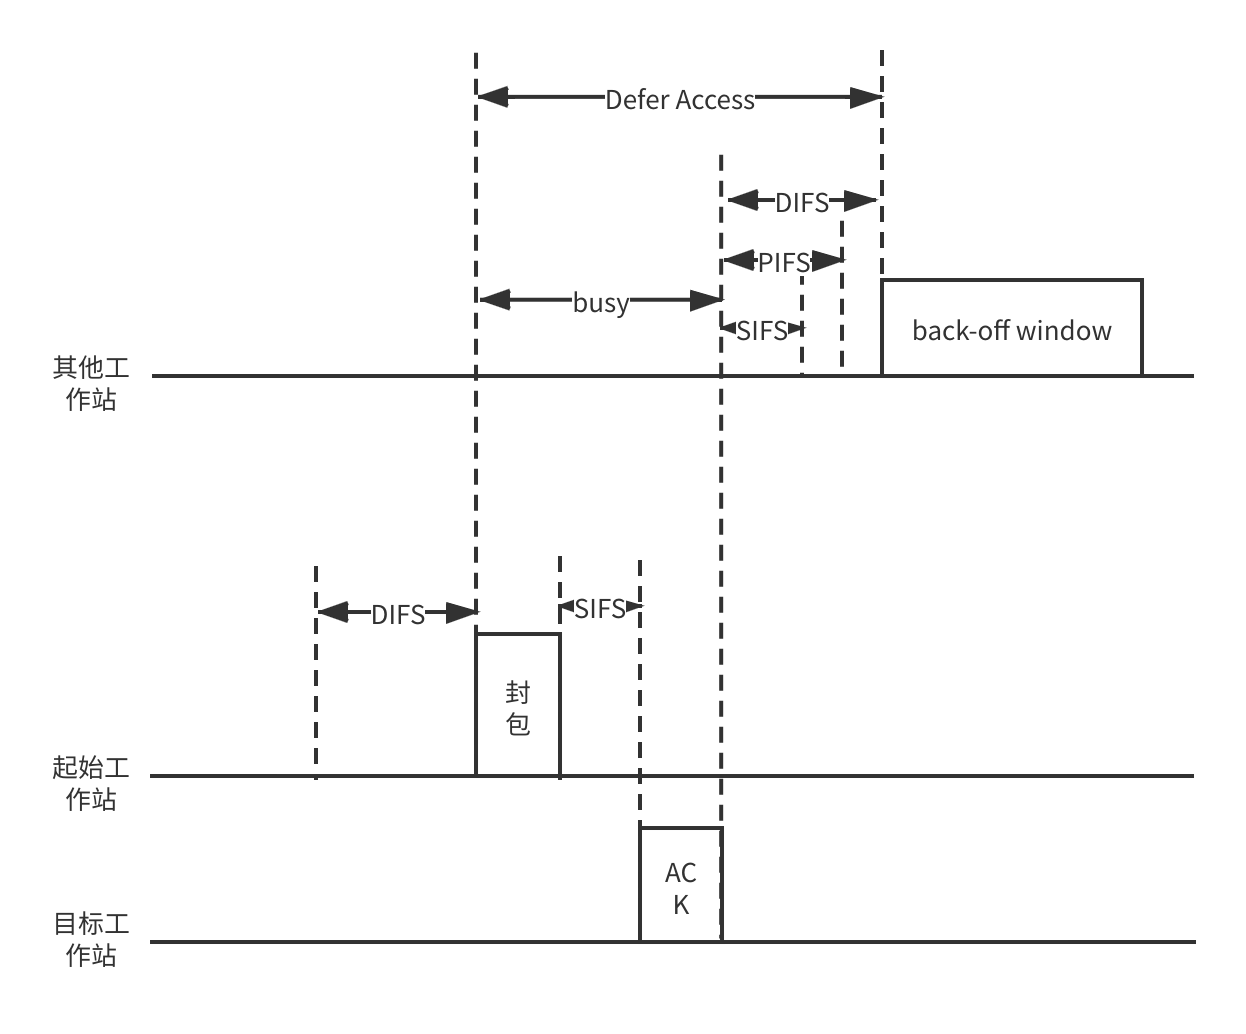 Defer Access
DIFS
PIFS
busy
SIFS
back-off window
其他工
作站
DIFS
SIFS
封
包
起始工
作站
AC
K
目标工
作站